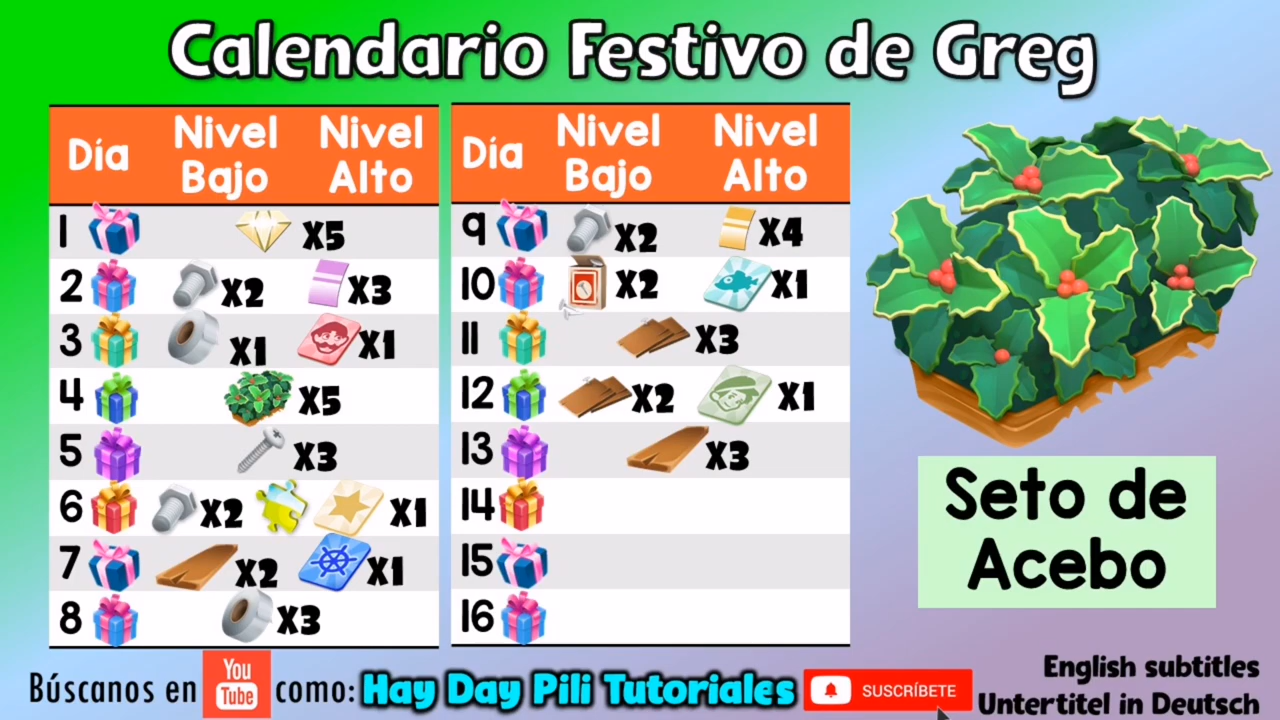 Calendario Festivo de Greg
Día Nivel Bajo Nivel Alto
1 X5
2 X2 X3
3 X1 X1
4 X5
5 X3
6 X2 X1
7 X2 X1
8 X3
Día Nivel Bajo Nivel Alto
9 X2 X4
10 X2 X1
11 X3
12 X2 X1
13 X3
14
15
16
Seto de
Acebo
Búscanos en You Tube como: Hay Day Pili Tutoriales SUSCRÍBETE
English subtitles
Untertitel in Deutsch